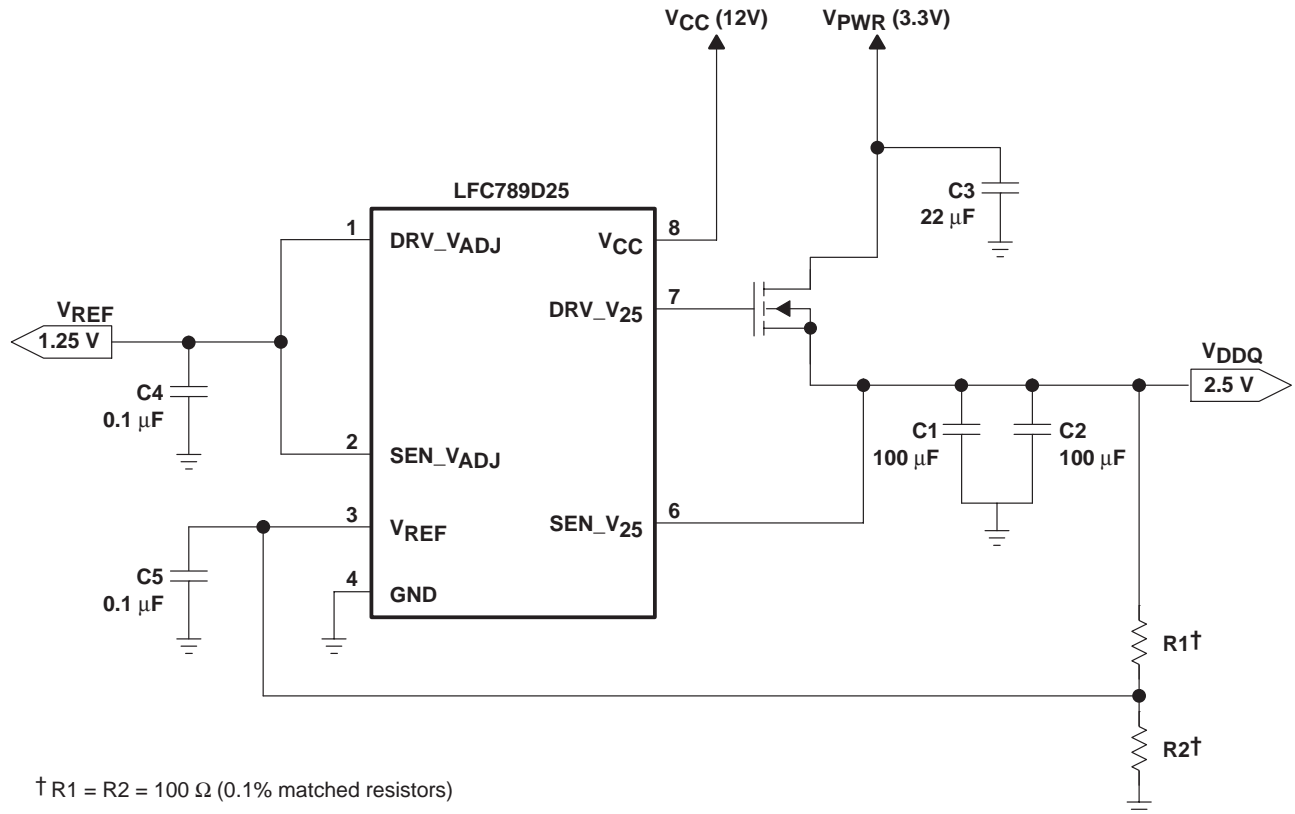 VCC (12V)
VPWR (3.3V)
LFC789D25
C3
22 μF
1
DRV_VADJ
VCC
8
DRV_V25
7
VREF
1.25 V
C4
0.1 μF
VDDQ
2.5 V
C1
100 μF
C2
100 μF
2
SEN_VADJ
3
VREF
SEN_V25
6
C5
0.1 μF
4
GND
R1†
R2†
† R1 = R2 = 100 Ω (0.1% matched resistors)